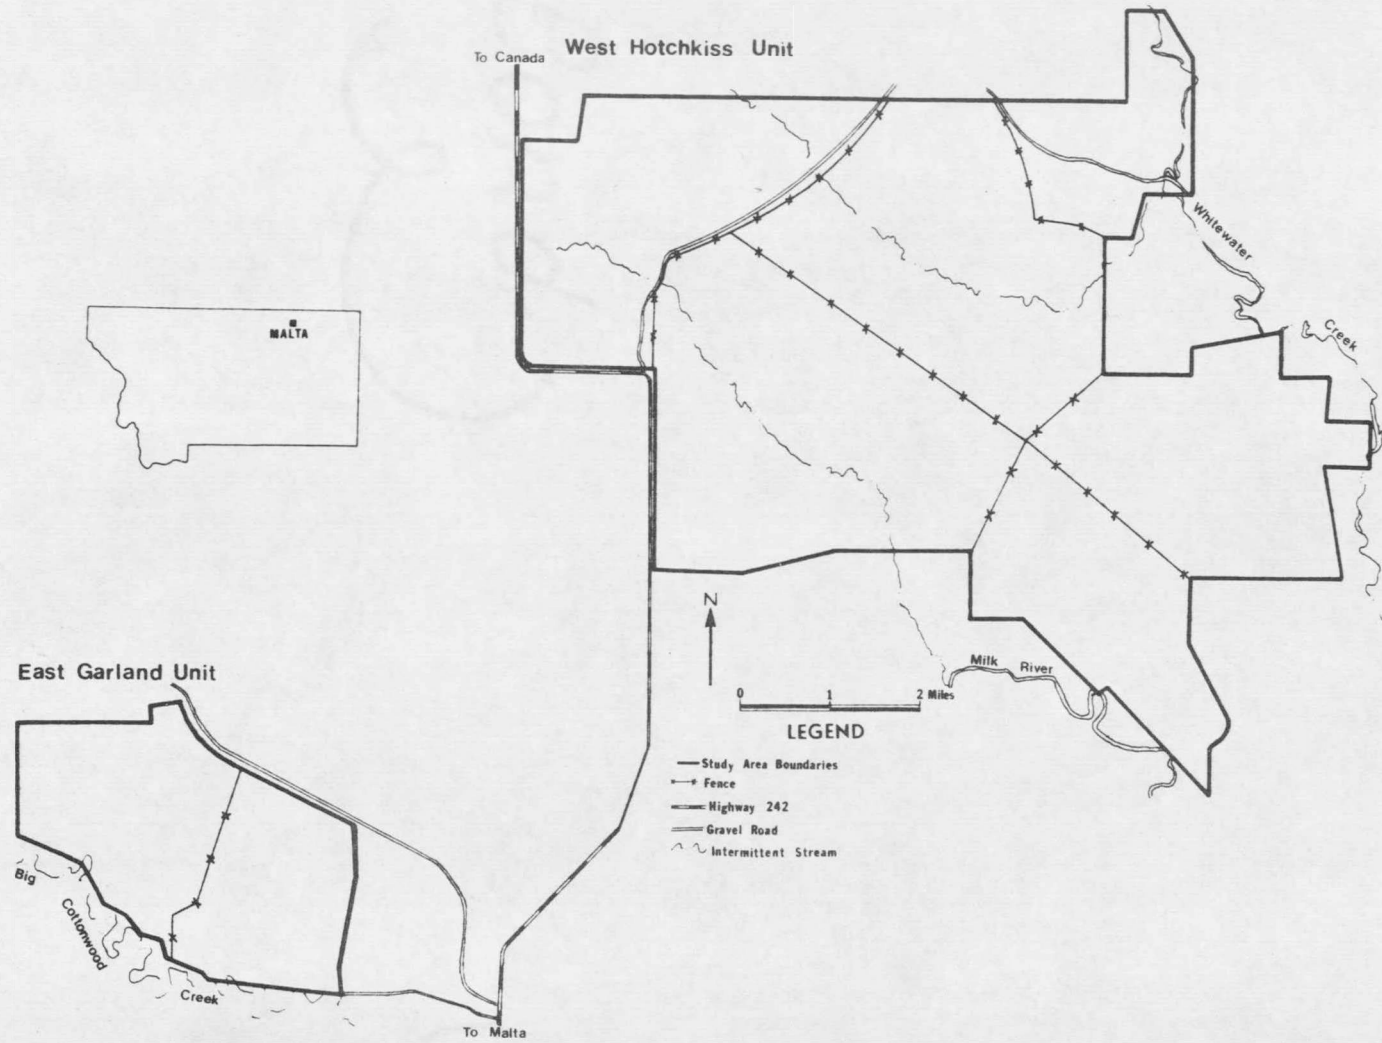 West Hotchkiss Unit
To Canada
Whitewater
Creek
MALTA
N
Milk River
0 1 2 Miles
East Garland Unit
LEGEND
Study Area Boundaries
Fence
Highway 242
Gravel Road
Intermittent Stream
Big
Cottonwood
Creek
To Malta